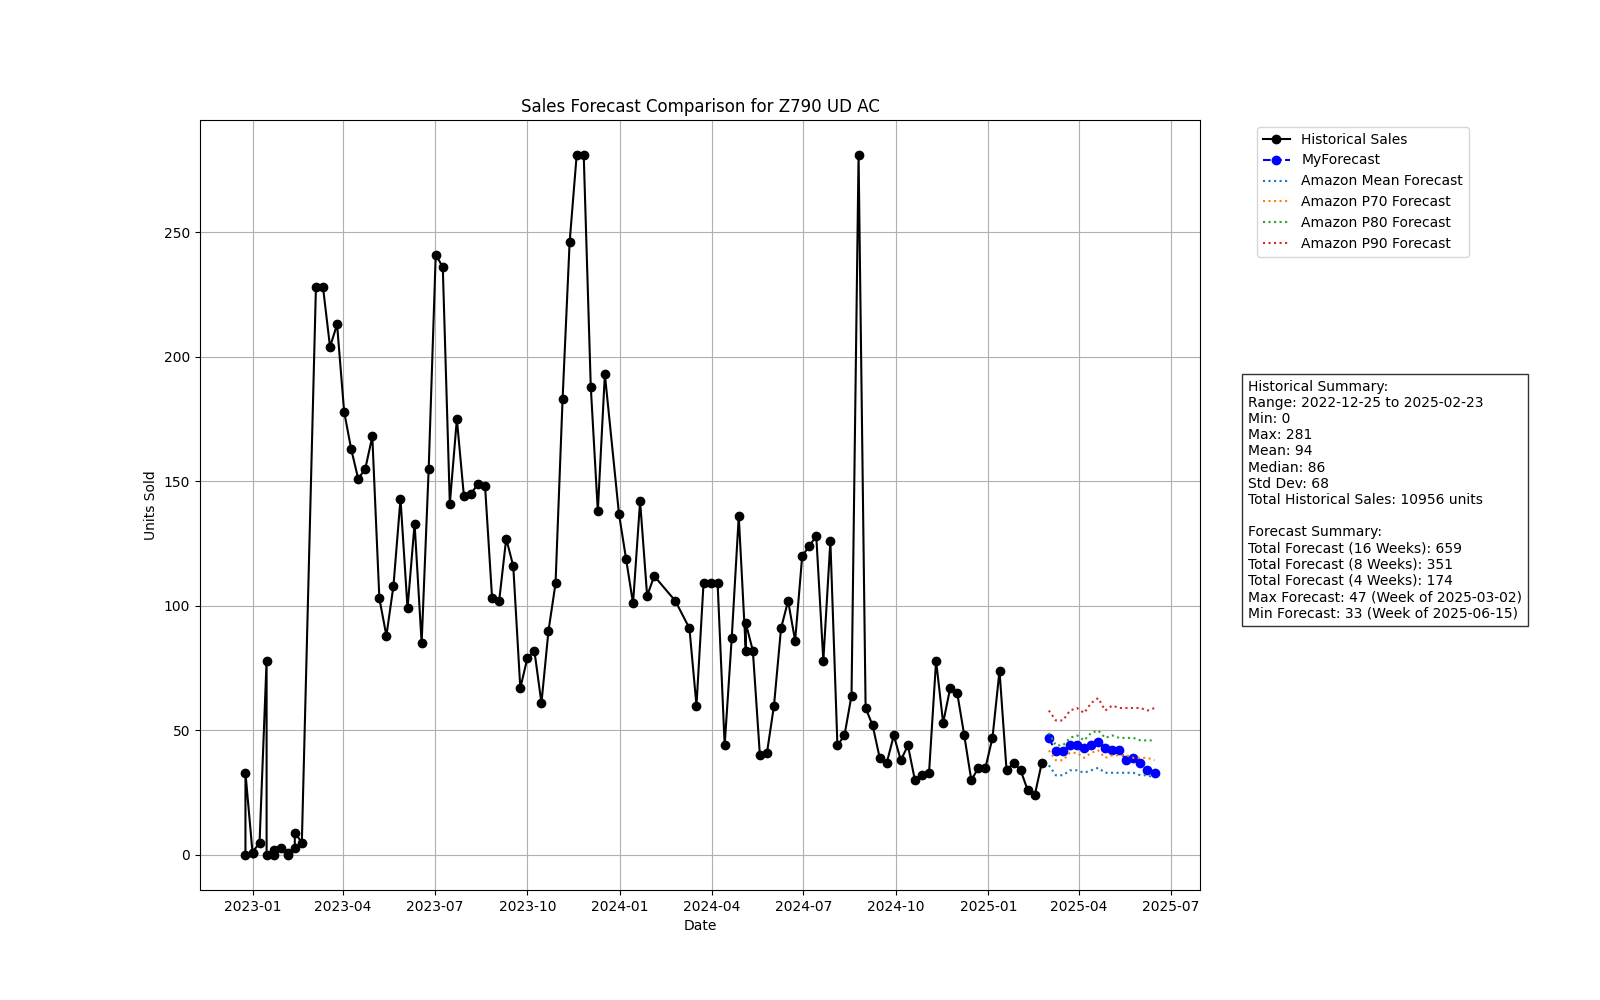 Sales Forecast Comparison for Z790 UD AC
Historical Sales
MyForecast
Amazon Mean Forecast
Amazon P70 Forecast
Amazon P80 Forecast
Amazon P90 Forecast
250
200
150
100
50
0
Units Sold
Historical Summary:
Range: 2022-12-25 to 2025-02-23
Min: 0
Max: 281
Mean: 94
Median: 86
Std Dev: 68
Total Historical Sales: 10956 units
Forecast Summary:
Total Forecast (16 Weeks): 659
Total Forecast (8 Weeks): 351
Total Forecast (4 Weeks): 174
Max Forecast: 47 (Week of 2025-03-02)
Min Forecast: 33 (Week of 2025-06-15)
2023-01 2023-04 2023-07 2023-10 2024-01 2024-04 2024-07 2024-10 2025-01 2025-04 2025-07
Date